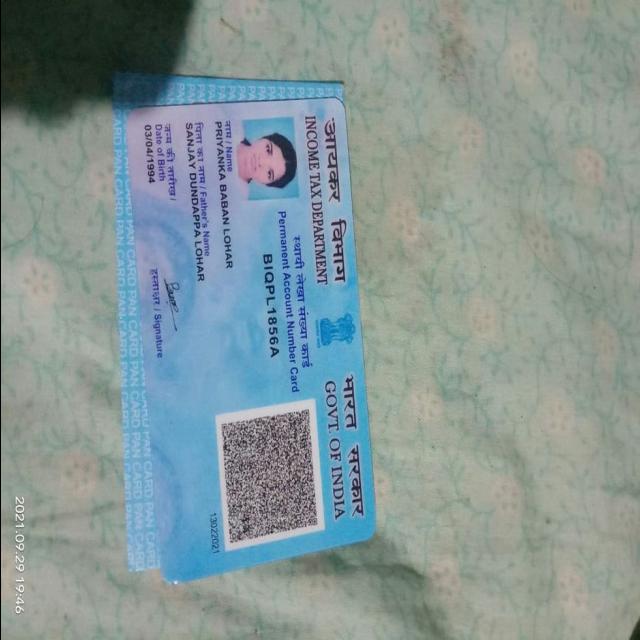 आयकर विभाग
INCOME TAX DEPARTMENT
भारत सरकार
GOVT. OF INDIA
स्थायी लेखा संख्या कार्ड
Permanent Account Number Card
BIQPL1856A
नाम / Name
PRIYANKA BABAN LOHAR
पिता का नाम / Father's Name
SANJAY DUNDAPPA LOHAR
जन्म की तारीख /
Date of Birth
03/04/1994
हस्ताक्षर / Signature
13022021
PAN CARD PAN CARD PAN CARD PAN CARD PAN CARD
2021.09.29 19:46